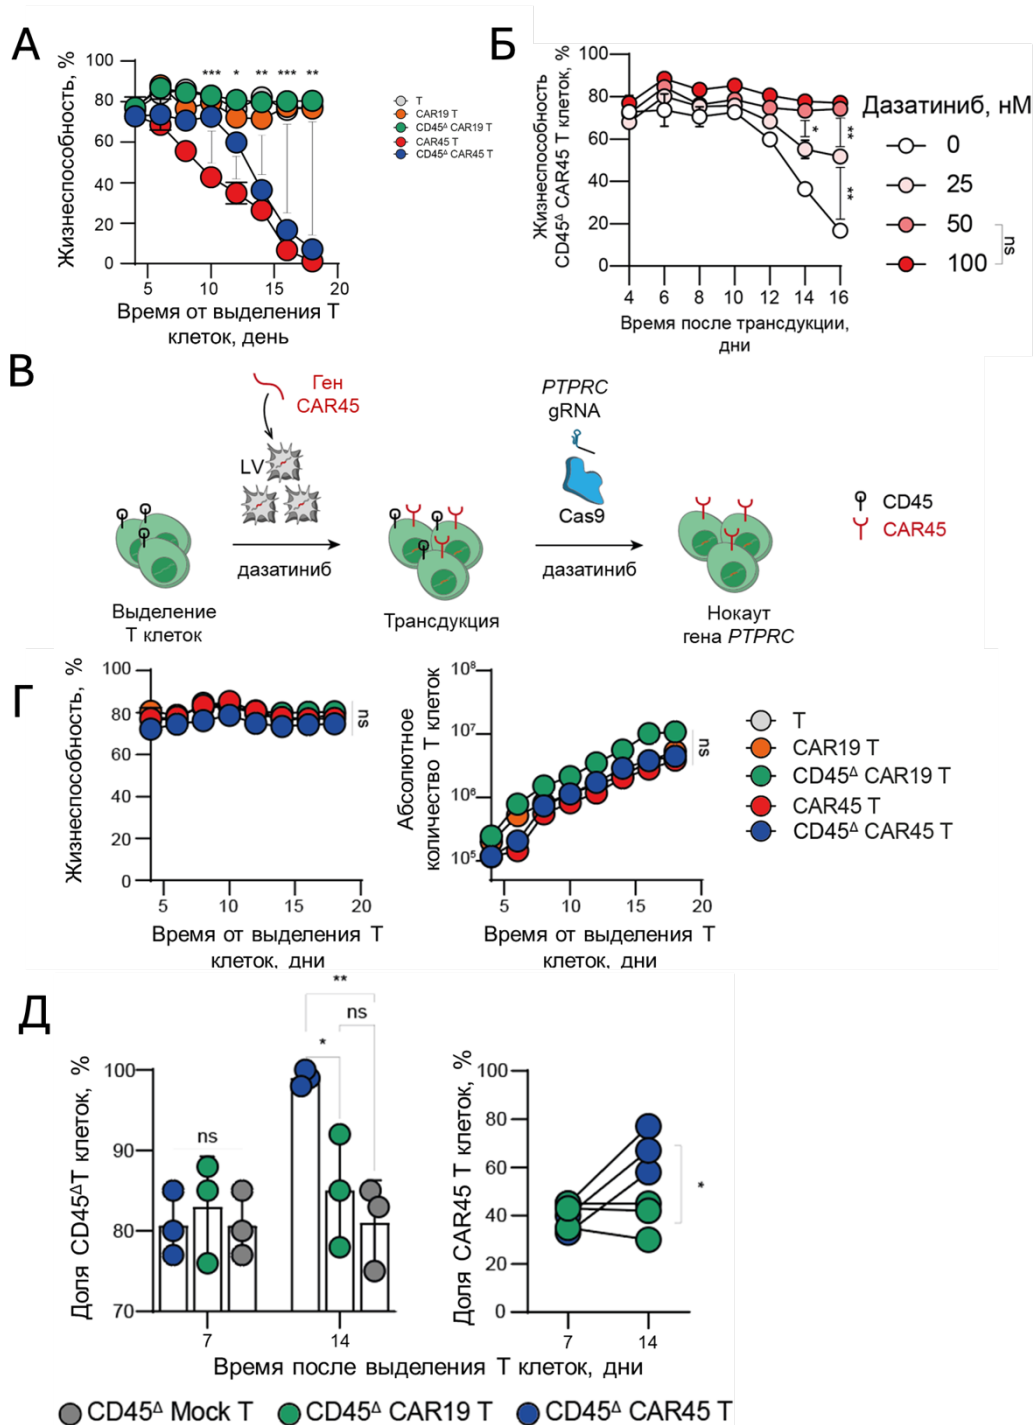 А
Жизнеспособность, %
100
80
60
40
20
0
*** * ** *** **
5 10 15 20
Время от выделения Т
клеток, день
T
CAR19 T
CD45Δ CAR19 T
CAR45 T
CD45Δ CAR45 T
Б
Жизнеспособность
CD45Δ CAR45 T клеток, %
100
80
60
40
20
0
* ** **
4 6 8 10 12 14 16
Время после трансдукции,
дни
Дазатиниб, нМ
0
25
50
100
ns
В
Ген
CAR45
LV
дазатиниб
Выделение
Т клеток
Трансдукция
PTPRC
gRNA
Cas9
дазатиниб
Нокаут
гена PTPRC
CD45
CAR45
Г
Жизнеспособность, %
100
80
60
40
20
0
ns
5 10 15 20
Время от выделения Т
клеток, дни
Абсолютное
количество Т клеток
10⁸
10⁷
10⁶
10⁵
ns
5 10 15 20
Время от выделения Т
клеток, дни
T
CAR19 T
CD45Δ CAR19 T
CAR45 T
CD45Δ CAR45 T
Д
Доля CD45ΔТ клеток, %
100
90
80
70
ns
**
ns
*
7 14
Доля CAR45 Т клеток, %
100
80
60
40
20
0
*
7 14
Время после выделения Т клеток, дни
CD45Δ Mock T
CD45Δ CAR19 T
CD45Δ CAR45 T